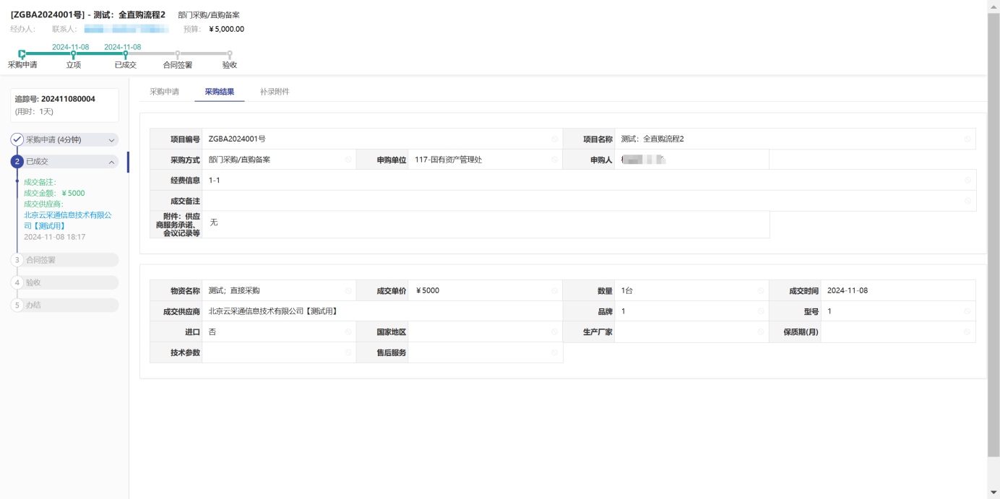 [ZGBA2024001号] - 测试：全直购流程2 部门采购/直购备案
经办人： 联系人： 预算： ¥5,000.00
2024-11-08 2024-11-08
采购申请 立项 已成交 合同签署 验收
追踪号: 202411080004
(用时：1天)
采购申请 (4分钟)
2 已成交
成交备注：
成交金额：¥5000
成交供应商：
北京云采通信息技术有限公
司【测试用】
2024-11-08 18:17
3 合同签署
4 验收
5 办结
采购申请 采购结果 补录附件
项目编号 ZGBA2024001号 项目名称 测试：全直购流程2
采购方式 部门采购/直购备案 申购单位 117-国有资产管理处 申购人
经费信息 1-1
成交备注
附件：供应
商服务承诺、
会议记录等
无
物资名称 测试；直接采购 成交单价 ¥5000 数量 1台 成交时间 2024-11-08
成交供应商 北京云采通信息技术有限公司【测试用】 品牌 1 型号 1
进口 否 国家地区 生产厂家 保质期(月)
技术参数 售后服务